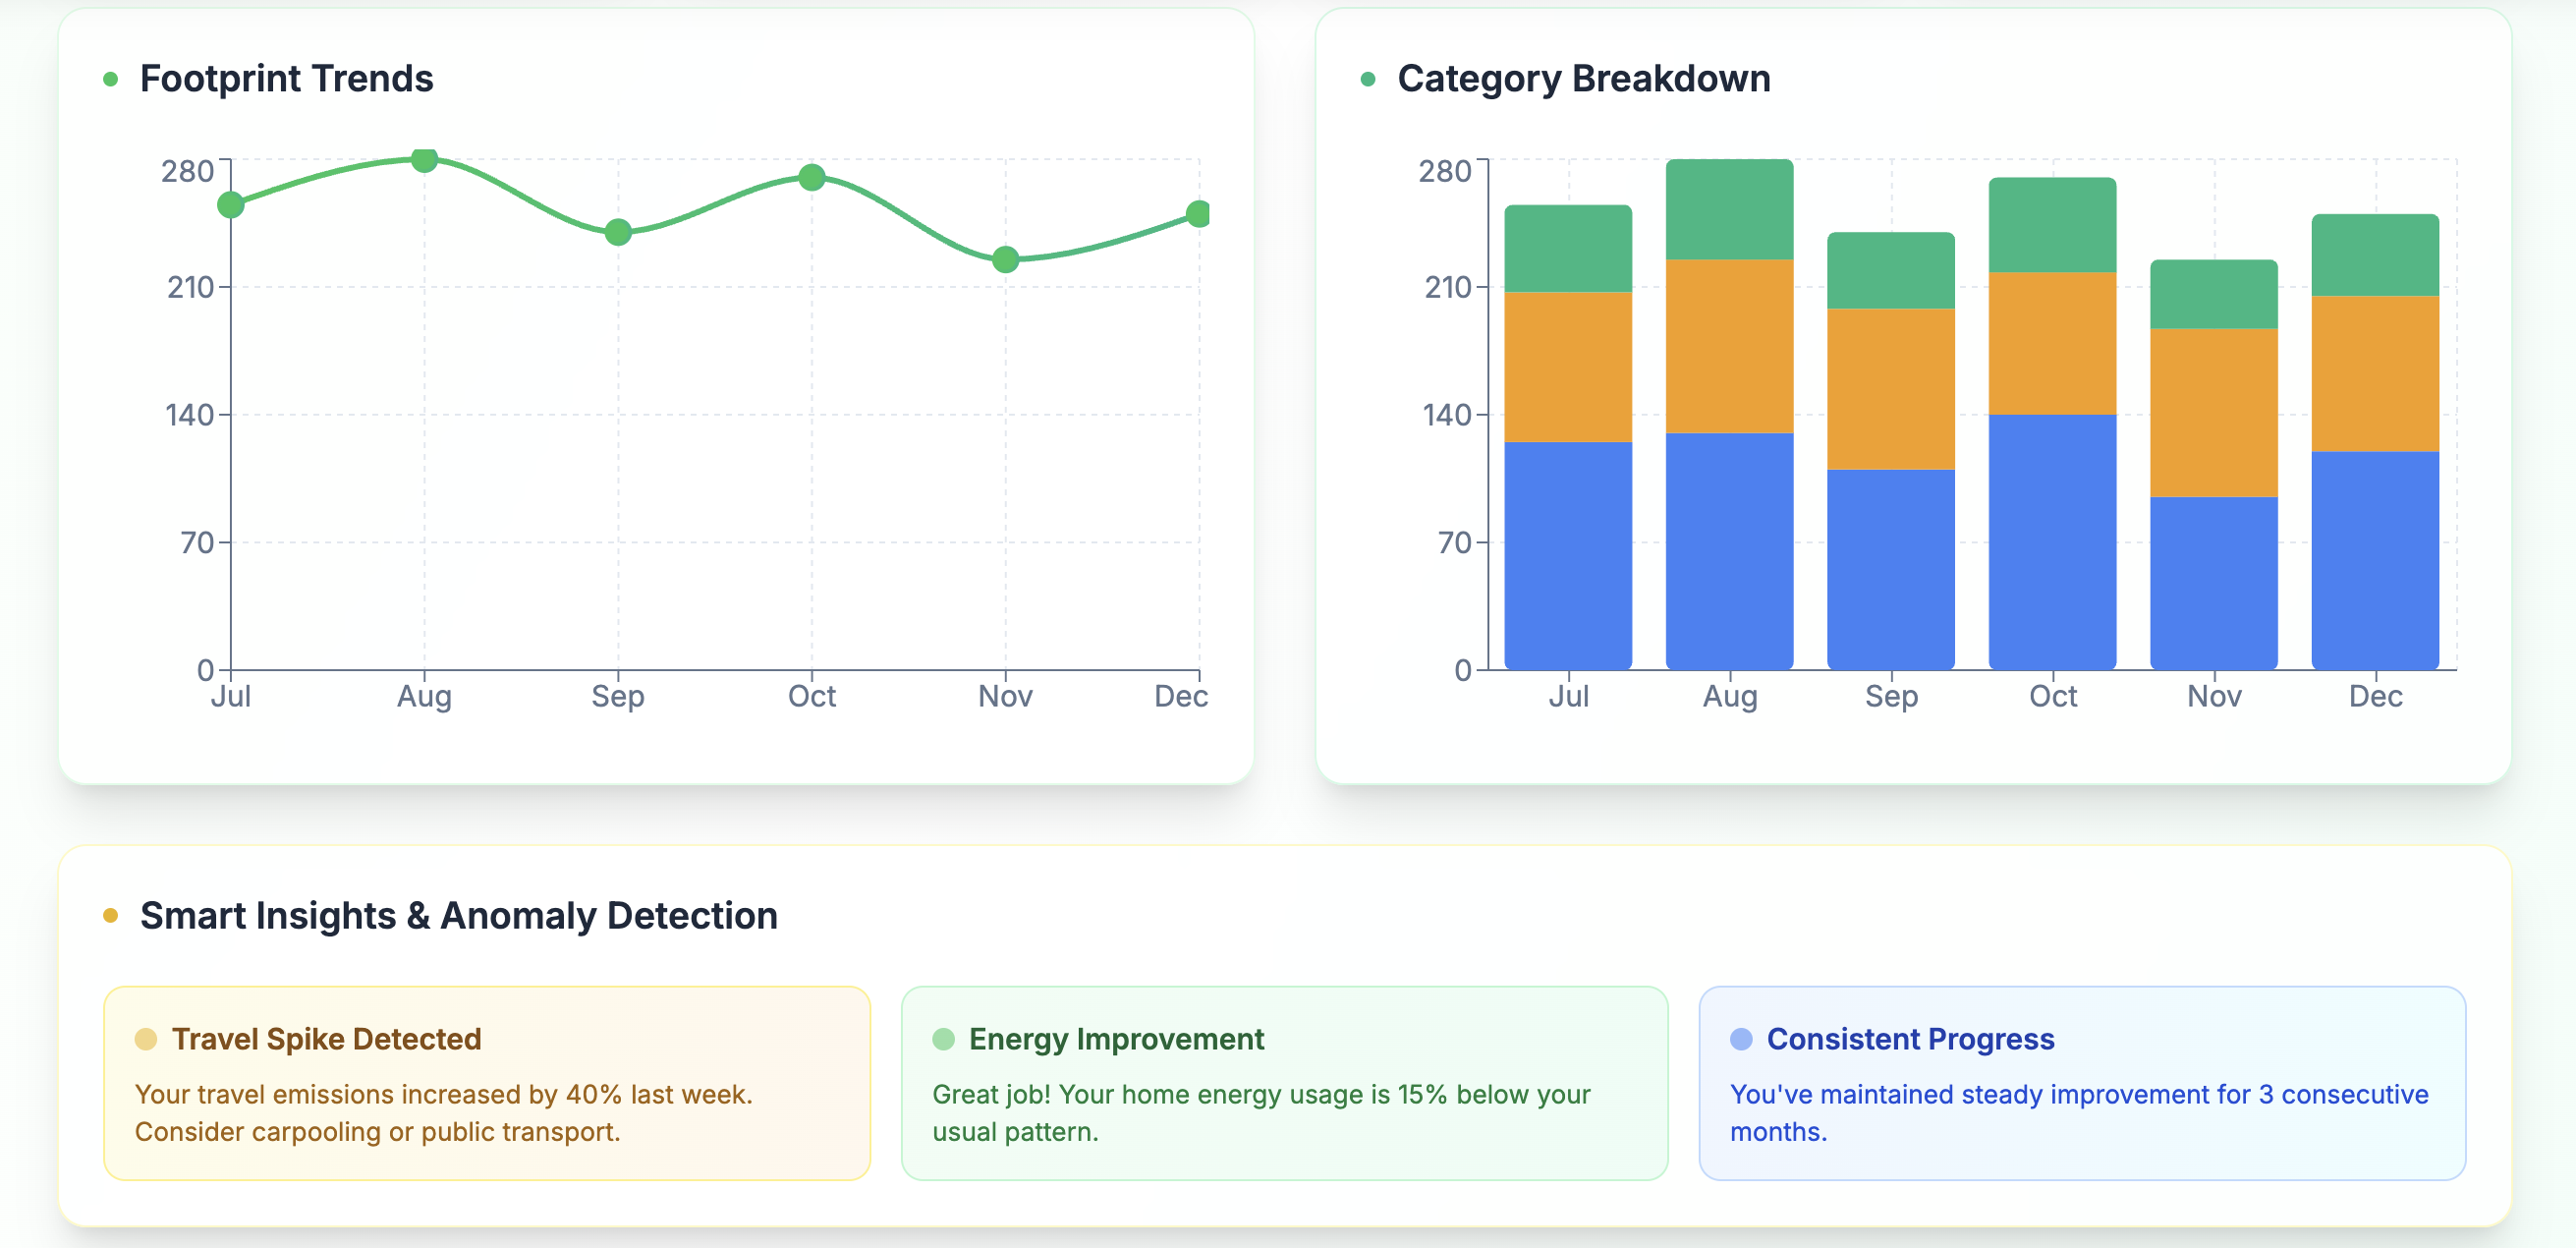 Footprint Trends
280
210
140
70
0
Jul Aug Sep Oct Nov Dec
Category Breakdown
280
210
140
70
0
Jul Aug Sep Oct Nov Dec
Smart Insights & Anomaly Detection
Travel Spike Detected
Your travel emissions increased by 40% last week.
Consider carpooling or public transport.
Energy Improvement
Great job! Your home energy usage is 15% below your
usual pattern.
Consistent Progress
You've maintained steady improvement for 3 consecutive
months.